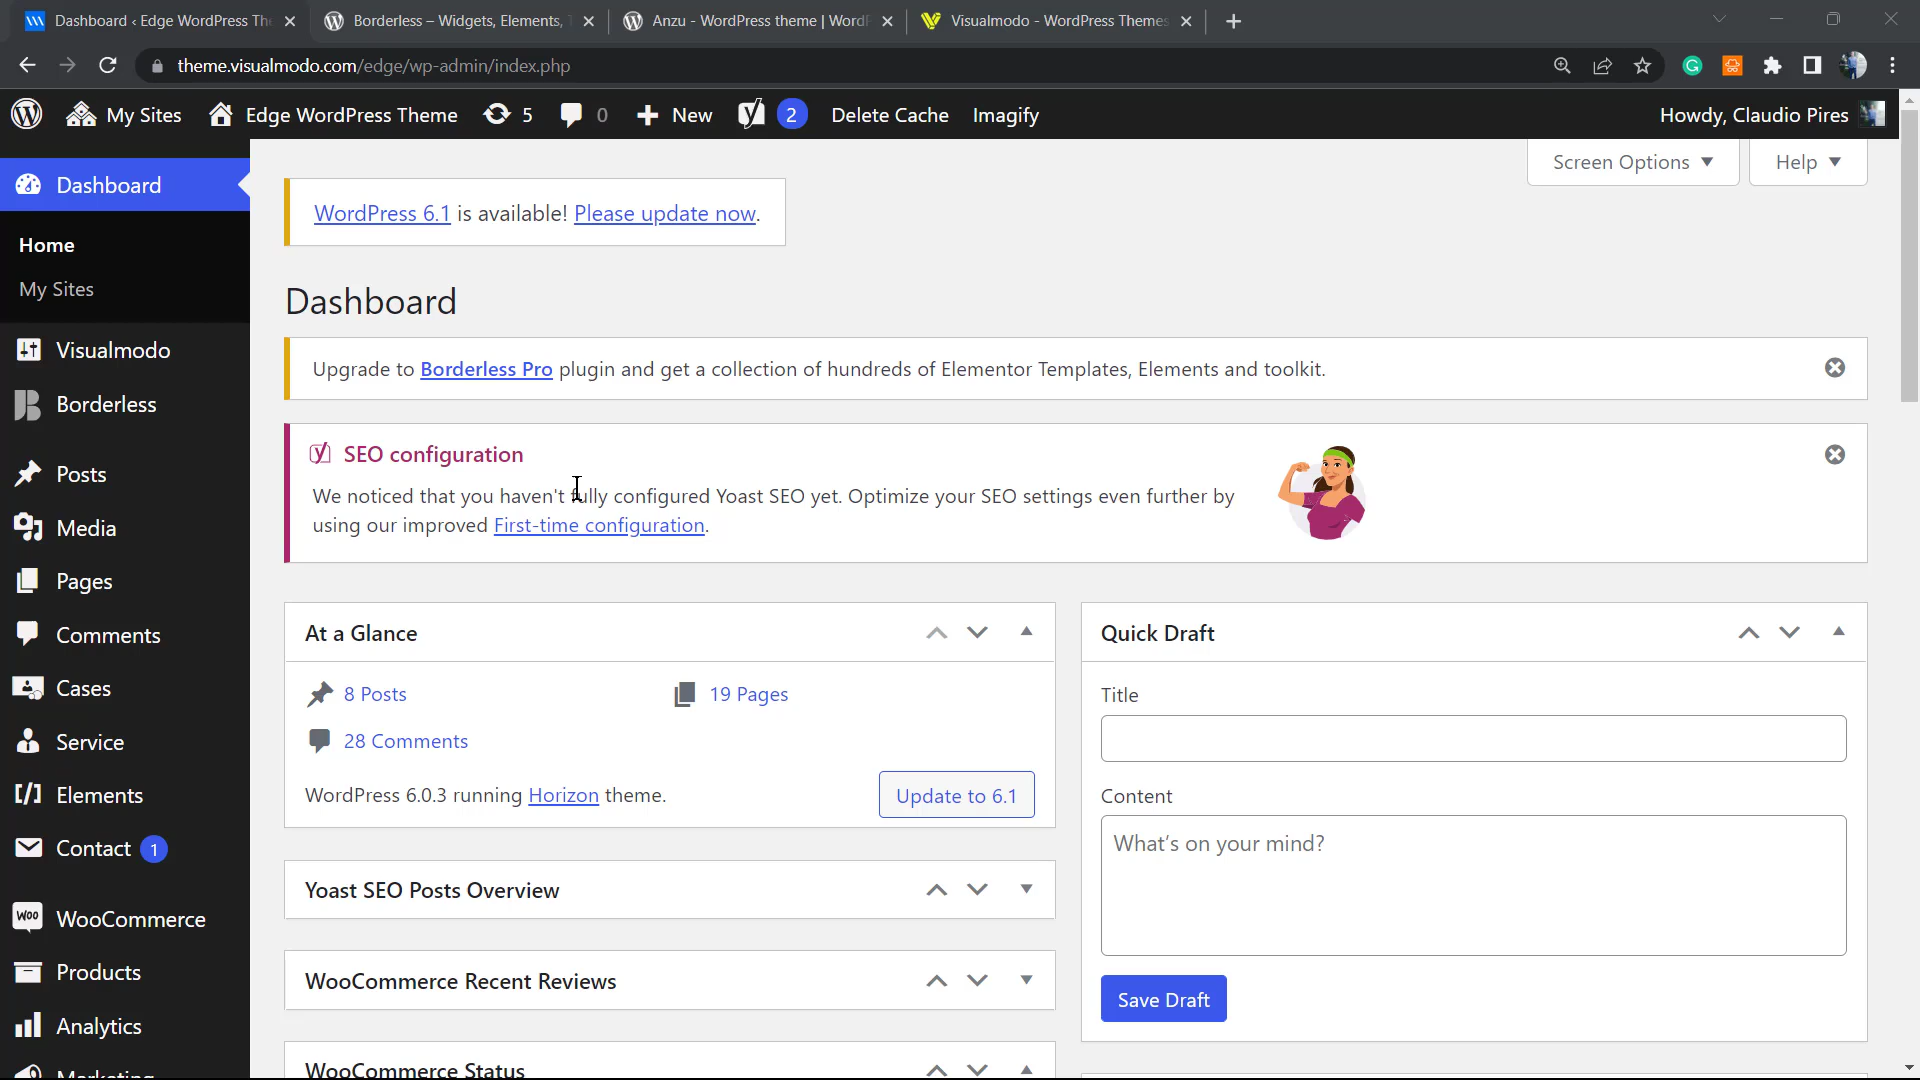 Dashboard ‹ Edge WordPress Th
Borderless – Widgets, Elements, T
Anzu - WordPress theme | WordP
Visualmodo - WordPress Themes
theme.visualmodo.com/edge/wp-admin/index.php
My Sites
Edge WordPress Theme
5
0
New
2
Delete Cache
Imagify
Howdy, Claudio Pires
Screen Options
Help
Dashboard
Home
My Sites
Visualmodo
Borderless
Posts
Media
Pages
Comments
Cases
Service
Elements
Contact 1
WooCommerce
Products
Analytics
Marketing
WordPress 6.1 is available! Please update now.
Dashboard
Upgrade to Borderless Pro plugin and get a collection of hundreds of Elementor Templates, Elements and toolkit.
SEO configuration
We noticed that you haven't fully configured Yoast SEO yet. Optimize your SEO settings even further by
using our improved First-time configuration.
At a Glance
8 Posts
19 Pages
28 Comments
WordPress 6.0.3 running Horizon theme.
Update to 6.1
Yoast SEO Posts Overview
WooCommerce Recent Reviews
WooCommerce Status
Quick Draft
Title
Content
What's on your mind?
Save Draft